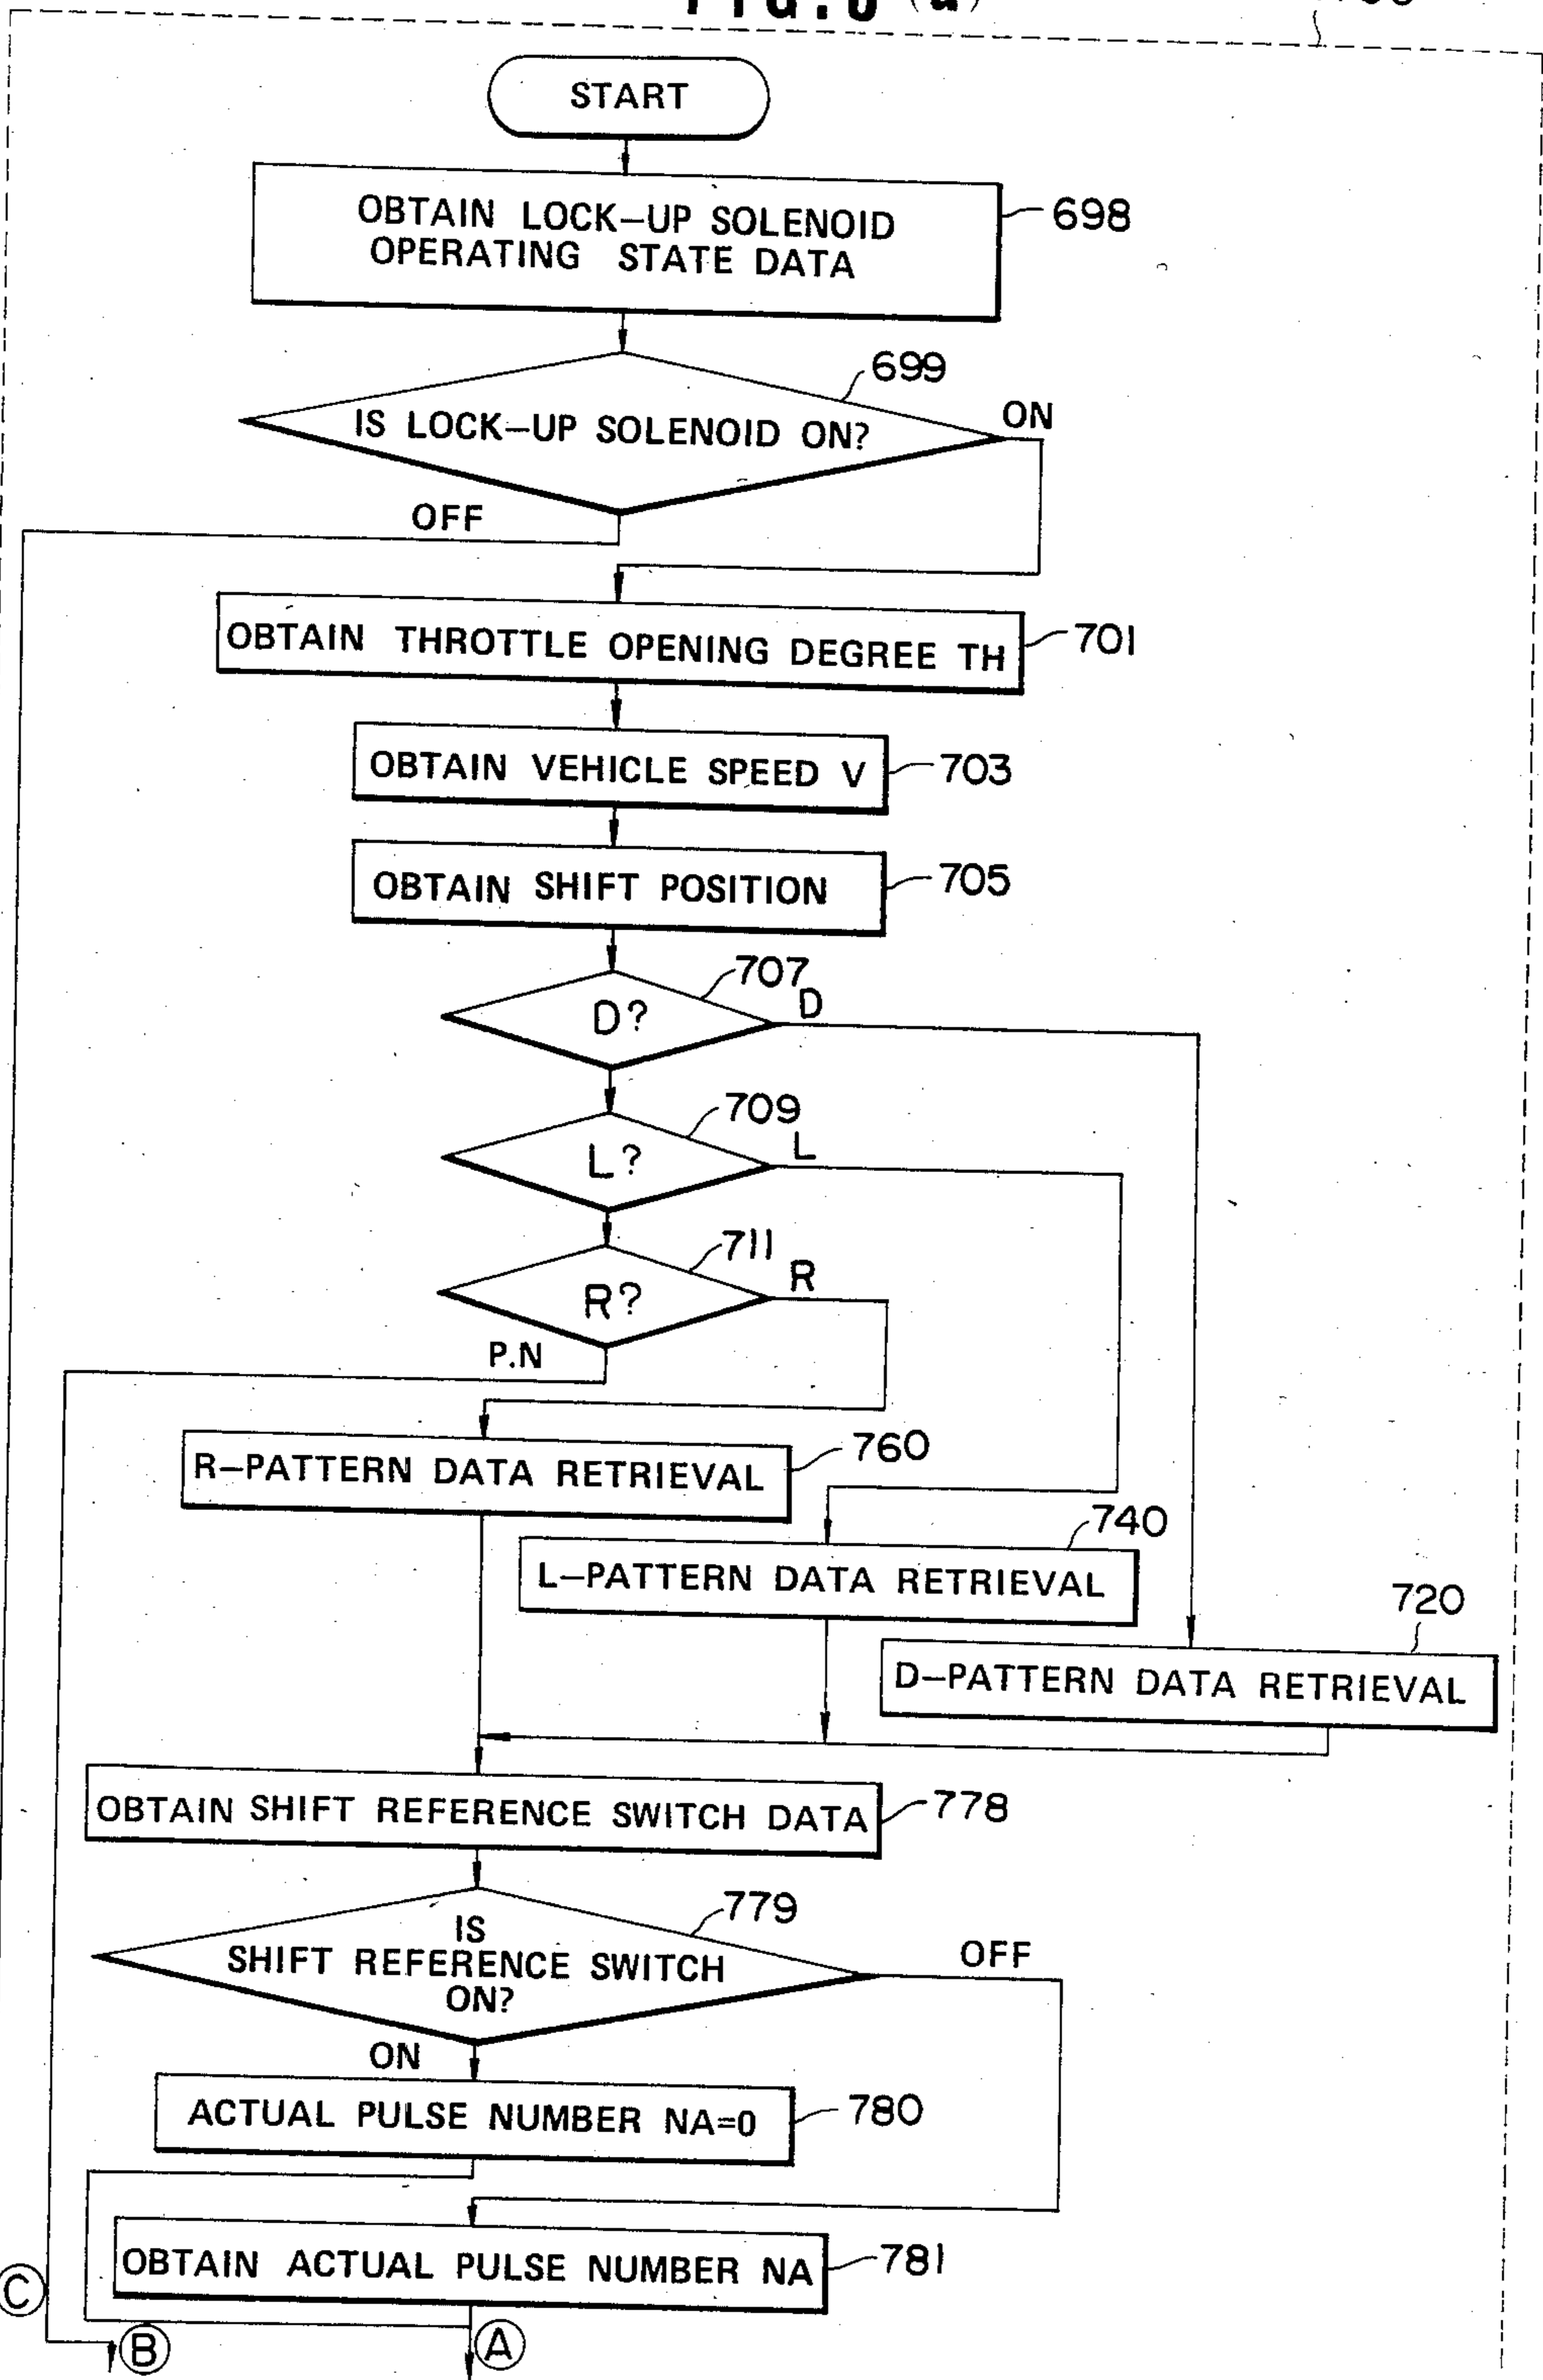 START
OBTAIN LOCK-UP SOLENOID
OPERATING STATE DATA
698
699
IS LOCK-UP SOLENOID ON?
ON
OFF
OBTAIN THROTTLE OPENING DEGREE TH
701
OBTAIN VEHICLE SPEED V
703
OBTAIN SHIFT POSITION
705
707
D?
D
709
L?
L
711
R?
R
P.N
R-PATTERN DATA RETRIEVAL
760
740
L-PATTERN DATA RETRIEVAL
720
D-PATTERN DATA RETRIEVAL
OBTAIN SHIFT REFERENCE SWITCH DATA
778
779
IS
SHIFT REFERENCE SWITCH
ON?
OFF
ON
ACTUAL PULSE NUMBER NA=0
780
OBTAIN ACTUAL PULSE NUMBER NA
781
C
B
A